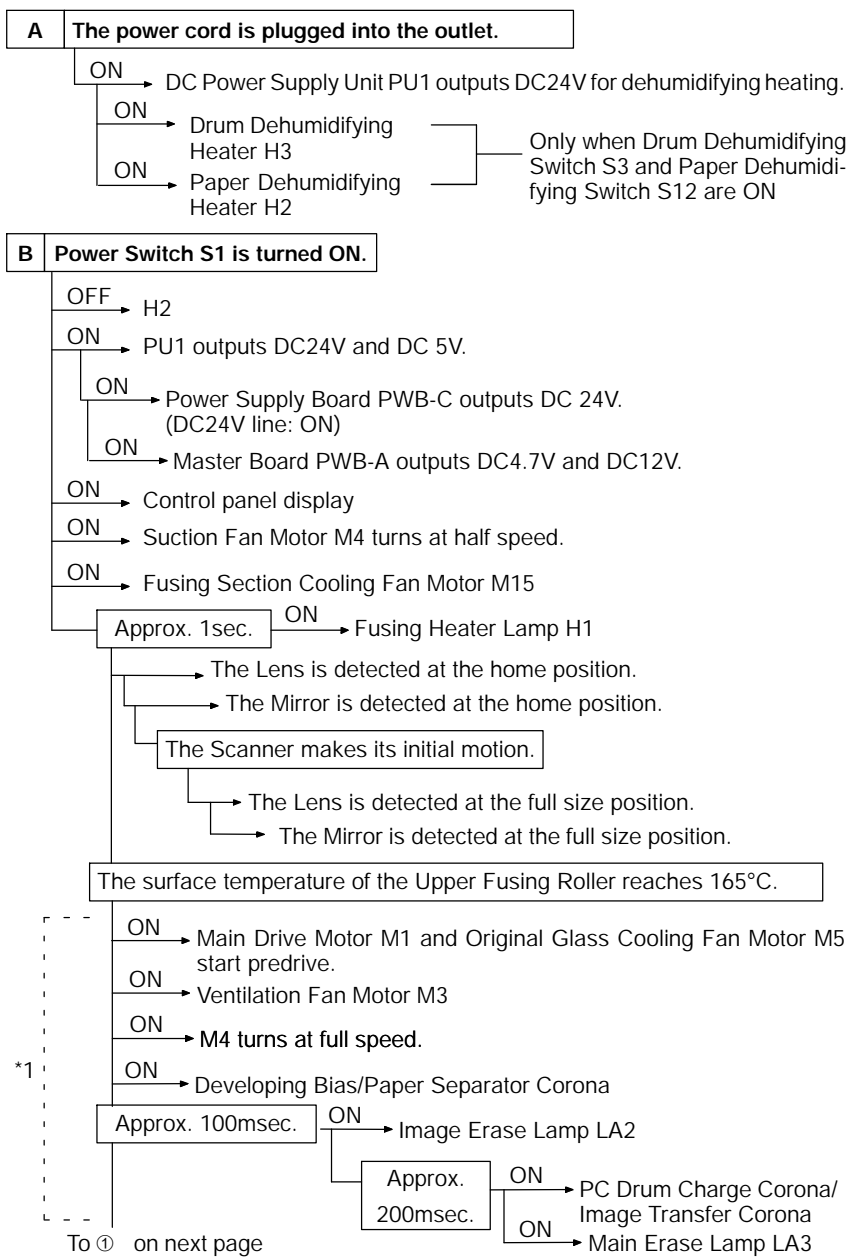 A The power cord is plugged into the outlet.
ON
DC Power Supply Unit PU1 outputs DC24V for dehumidifying heating.
ON
Drum Dehumidifying
Heater H3
ON
Paper Dehumidifying
Heater H2
Only when Drum Dehumidifying
Switch S3 and Paper Dehumidi-
fying Switch S12 are ON
B Power Switch S1 is turned ON.
OFF
H2
ON
PU1 outputs DC24V and DC 5V.
ON
Power Supply Board PWB-C outputs DC 24V.
(DC24V line: ON)
ON
Master Board PWB-A outputs DC4.7V and DC12V.
ON
Control panel display
ON
Suction Fan Motor M4 turns at half speed.
ON
Fusing Section Cooling Fan Motor M15
Approx. 1sec.
ON
Fusing Heater Lamp H1
The Lens is detected at the home position.
The Mirror is detected at the home position.
The Scanner makes its initial motion.
The Lens is detected at the full size position.
The Mirror is detected at the full size position.
The surface temperature of the Upper Fusing Roller reaches 165°C.
ON
Main Drive Motor M1 and Original Glass Cooling Fan Motor M5
start predrive.
ON
Ventilation Fan Motor M3
ON
M4 turns at full speed.
*1
ON
Developing Bias/Paper Separator Corona
Approx. 100msec.
ON
Image Erase Lamp LA2
Approx.
200msec.
ON
PC Drum Charge Corona/
Image Transfer Corona
ON
Main Erase Lamp LA3
To ① on next page